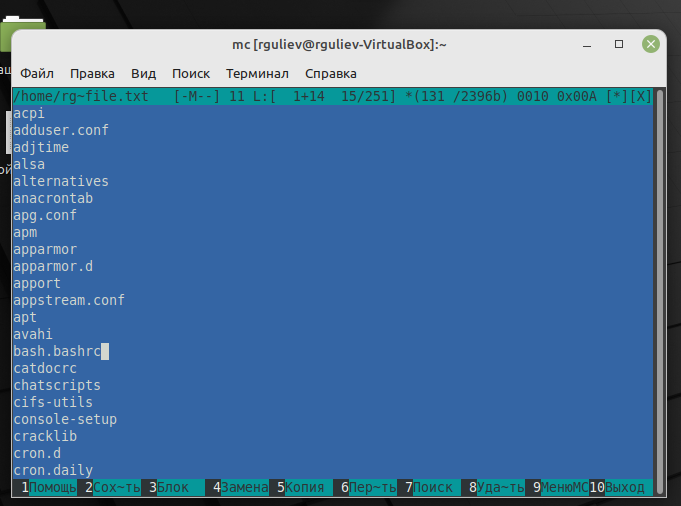 mc [rguliev@rguliev-VirtualBox]:~
Файл Правка Вид Поиск Терминал Справка
/home/rg~file.txt [-M--] 11 L:[ 1+14 15/251] *(131 /2396b) 0010 0x00A [*][X]
acpi
adduser.conf
adjtime
alsa
alternatives
anacrontab
apg.conf
apm
apparmor
apparmor.d
apport
appstream.conf
apt
avahi
bash.bashrc
catdocrc
chatscripts
cifs-utils
console-setup
cracklib
cron.d
cron.daily
1Помощь 2Сох~ть 3Блок 4Замена 5Копия 6Пер~ть 7Поиск 8Уда~ть 9МенюMC 10Выход